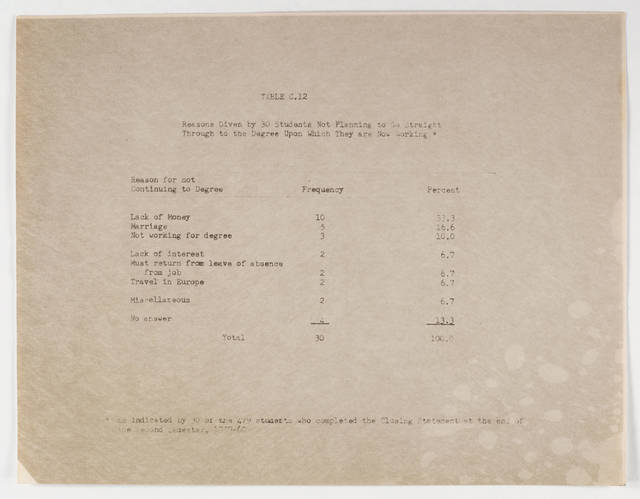 TABLE C.12
Reasons Given by 30 Students Not Planning to Go Straight
Through to the Degree Upon Which They are Now Working *
Reason for not
Continuing to Degree Frequency Percent
Lack of Money 10 33.3
Marriage 5 16.6
Not working for degree 3 10.0
Lack of interest 2 6.7
Must return from leave of absence
from job 2 6.7
Travel in Europe 2 6.7
Miscellaneous 2 6.7
No answer 4 13.3
Total 30 100.0
* As indicated by 30 of the 479 students who completed the Closing Statement at the end of
the Second Semester,